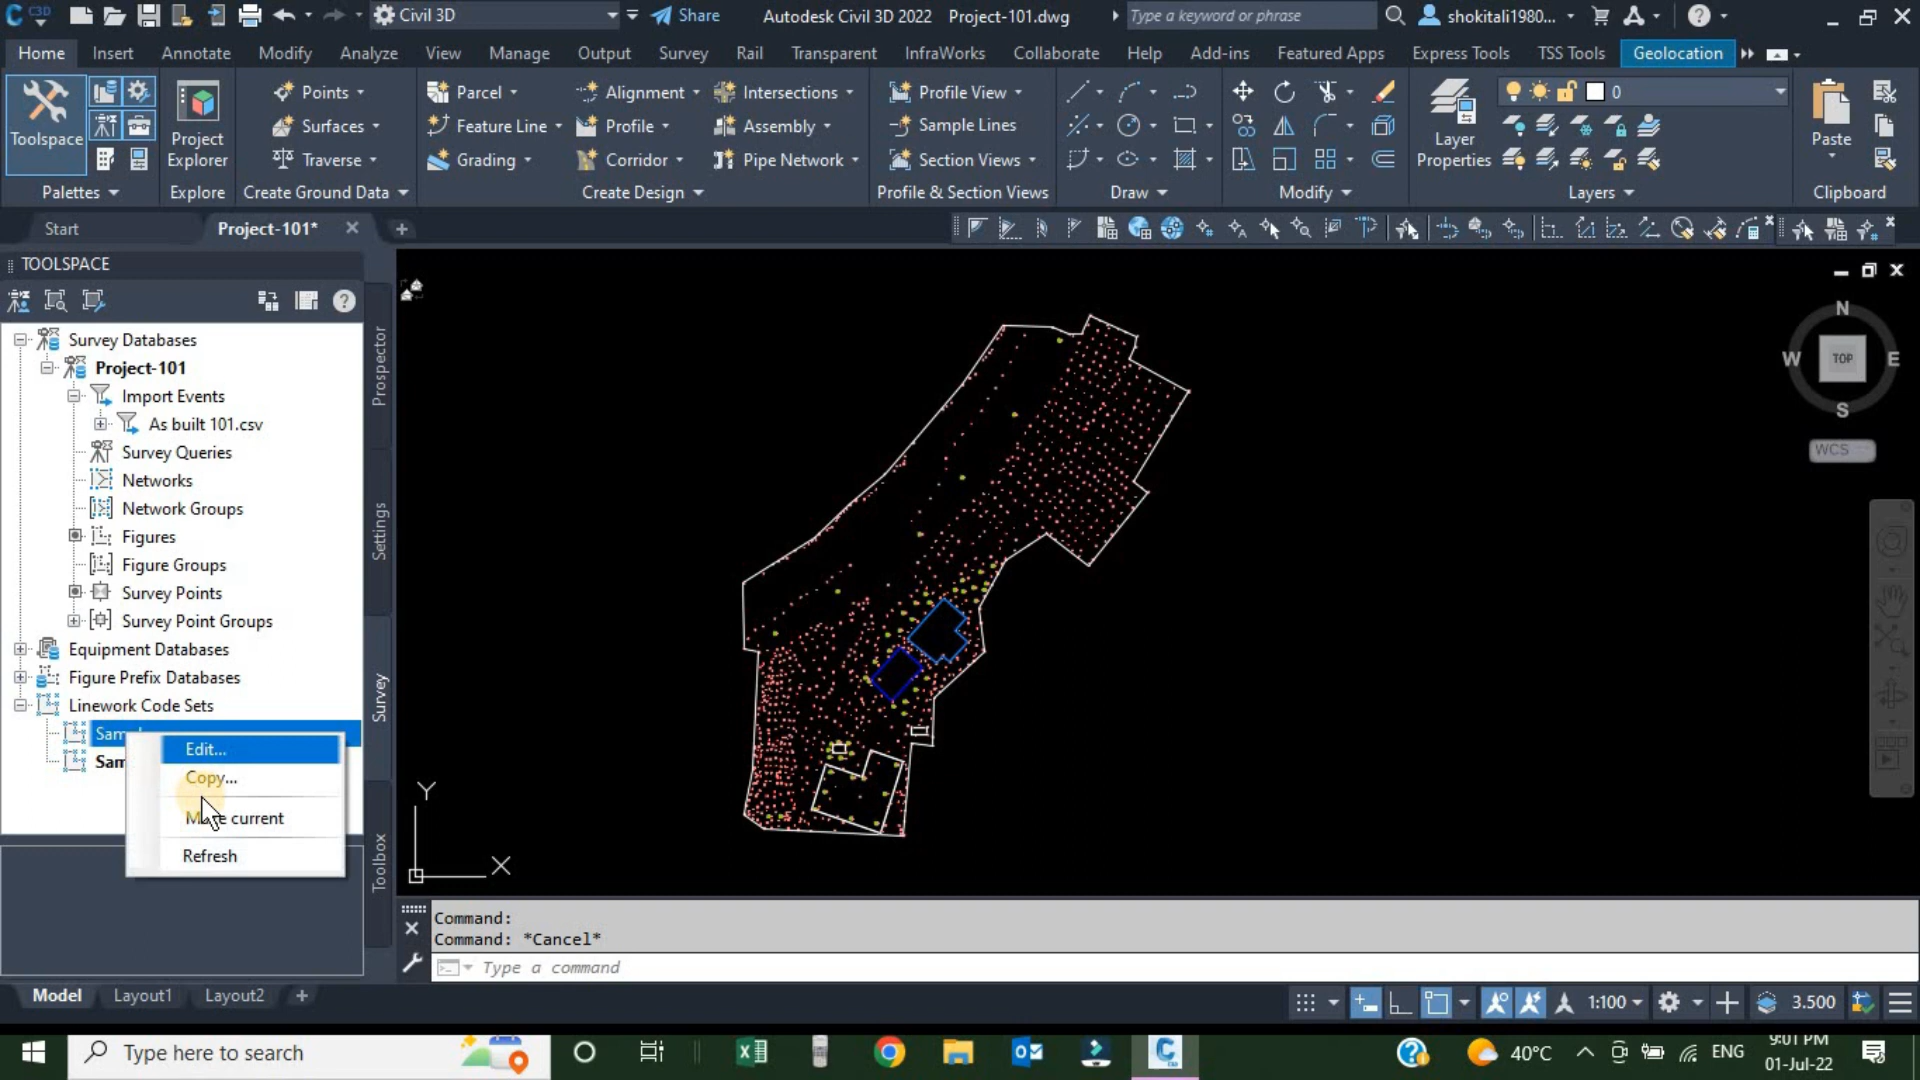 C3D Civil 3D Share Autodesk Civil 3D 2022 Project-101.dwg Type a keyword or phrase shokitali1980...
Home Insert Annotate Modify Analyze View Manage Output Survey Rail Transparent InfraWorks Collaborate Help Add-ins Featured Apps Express Tools TSS Tools Geolocation
Points Parcel Alignment Intersections Profile View 0
Toolspace Project Explorer Surfaces Feature Line Profile Assembly Sample Lines Layer Properties Paste
Traverse Grading Corridor Pipe Network Section Views
Palettes Explore Create Ground Data Create Design Profile & Section Views Draw Modify Layers Clipboard
Start Project-101*
TOOLSPACE
Survey Databases
Project-101
Import Events
As built 101.csv
Survey Queries
Networks
Network Groups
Figures
Figure Groups
Survey Points
Survey Point Groups
Equipment Databases
Figure Prefix Databases
Linework Code Sets
Sam
Sam
Edit...
Copy...
Make current
Refresh
Prospector
Settings
Survey
Toolbox
N
W TOP E
S
WCS
Y
X
Command:
Command: *Cancel*
Type a command
Model Layout1 Layout2 1:100 3.500
Type here to search 40°C ENG 9:01 PM
01-Jul-22